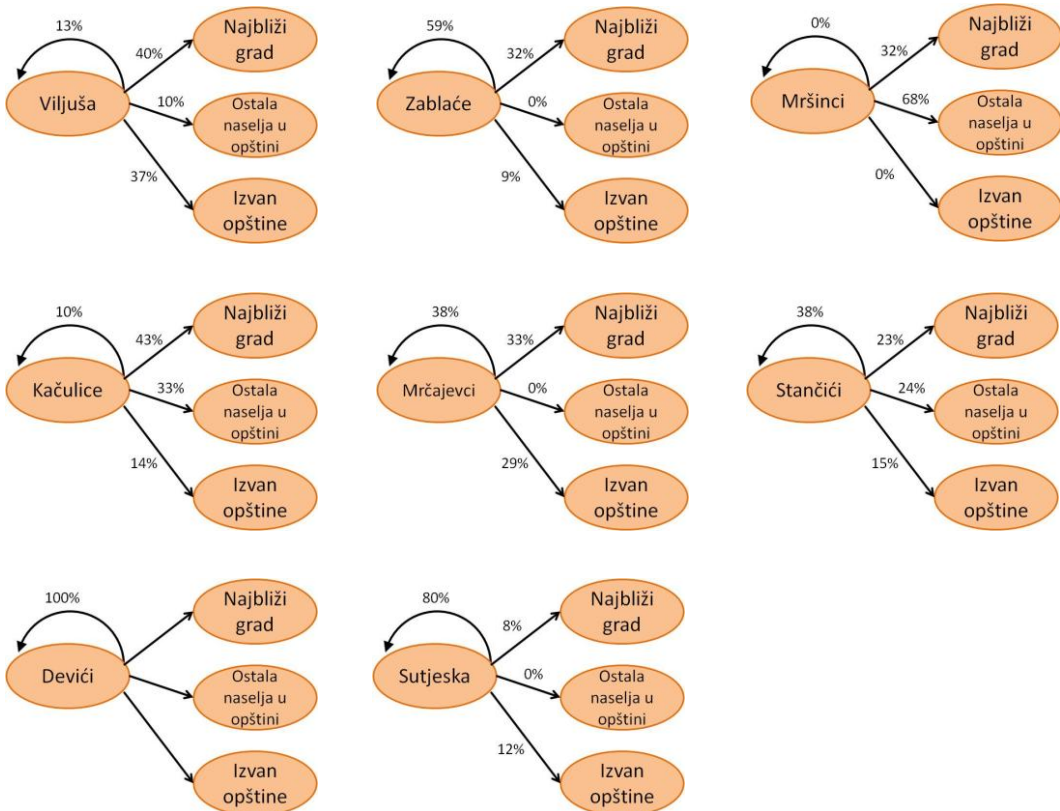 13%
40%
Najbliži
grad
Viljuša
10%
Ostala
naselja u
opštini
37%
Izvan
opštine
59%
32%
Najbliži
grad
Zablaće
0%
Ostala
naselja u
opštini
9%
Izvan
opštine
0%
32%
Najbliži
grad
Mršinci
68%
Ostala
naselja u
opštini
0%
Izvan
opštine
10%
43%
Najbliži
grad
Kačulice
33%
Ostala
naselja u
opštini
14%
Izvan
opštine
38%
33%
Najbliži
grad
Mrčajevci
0%
Ostala
naselja u
opštini
29%
Izvan
opštine
38%
23%
Najbliži
grad
Stančići
24%
Ostala
naselja u
opštini
15%
Izvan
opštine
100%
Najbliži
grad
Devići
Ostala
naselja u
opštini
Izvan
opštine
80%
8%
Najbliži
grad
Sutjeska
0%
Ostala
naselja u
opštini
12%
Izvan
opštine